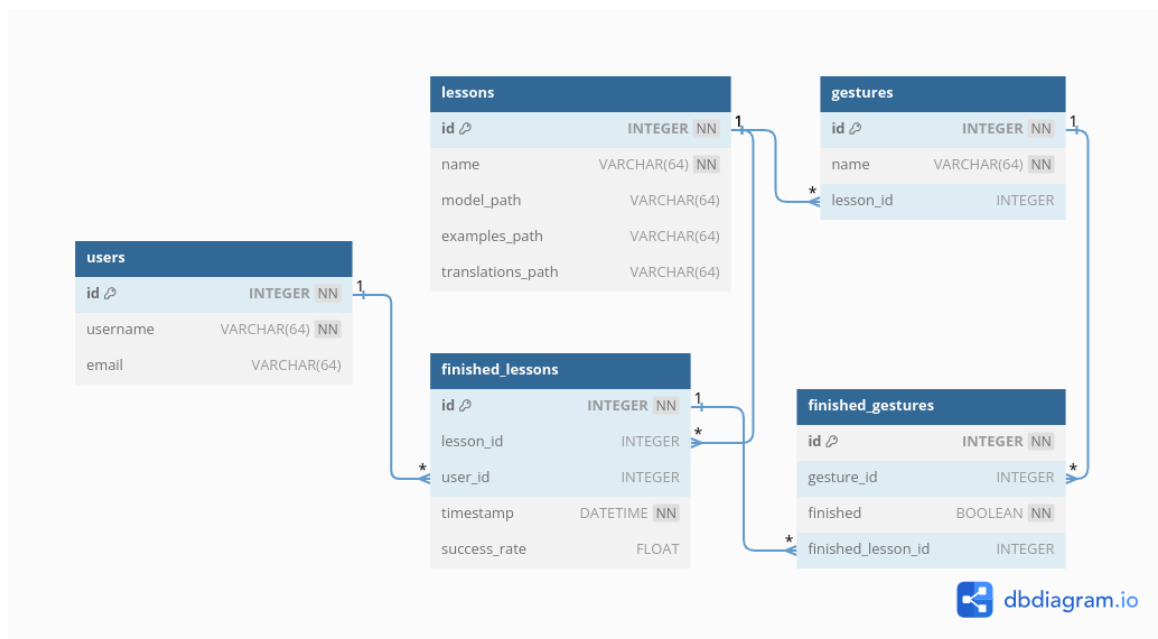 lessons
id INTEGER NN
name VARCHAR(64) NN
model_path VARCHAR(64)
examples_path VARCHAR(64)
translations_path VARCHAR(64)
1
gestures
id INTEGER NN
name VARCHAR(64) NN
lesson_id INTEGER
1
*
users
id INTEGER NN
username VARCHAR(64) NN
email VARCHAR(64)
1
finished_lessons
id INTEGER NN
lesson_id INTEGER
user_id INTEGER
timestamp DATETIME NN
success_rate FLOAT
1
*
*
finished_gestures
id INTEGER NN
gesture_id INTEGER
finished BOOLEAN NN
finished_lesson_id INTEGER
*
*
dbdiagram.io